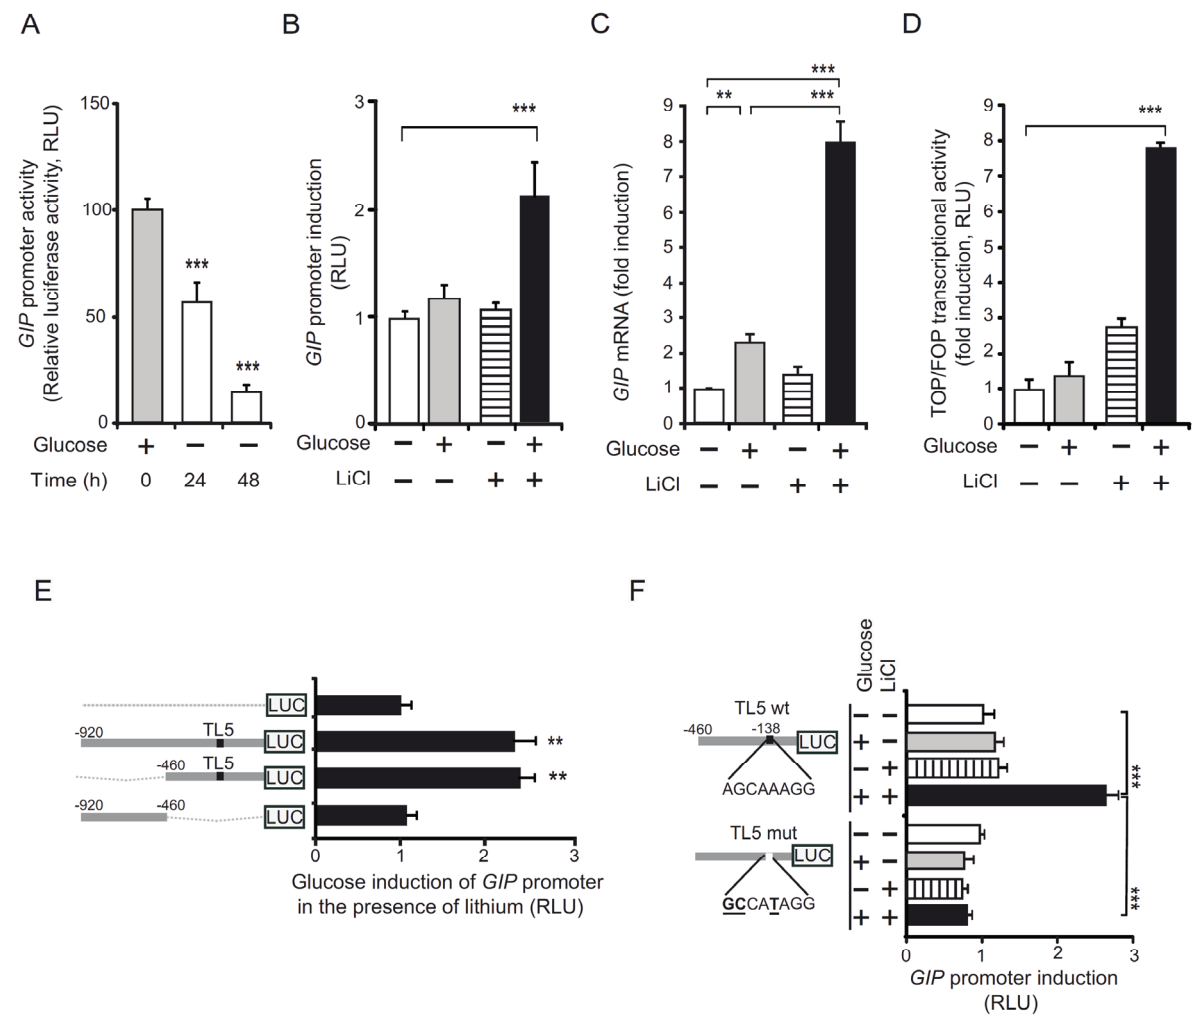 A
GIP promoter activity
(Relative luciferase activity, RLU)
150
100
50
0
***
***
Glucose + − −
Time (h) 0 24 48
B
GIP promoter induction
(RLU)
3
2
1
0
***
Glucose − + − +
LiCl − − + +
C
GIP mRNA (fold induction)
9
8
7
6
5
4
3
2
1
0
***
** ***
Glucose − + − +
LiCl − − + +
D
TOP/FOP transcriptional activity
(fold induction, RLU)
9
8
7
6
5
4
3
2
1
0
***
Glucose − + − +
LiCl − − + +
E
LUC
-920 TL5 LUC **
-460 TL5 LUC **
-920 -460 LUC
0 1 2 3
Glucose induction of GIP promoter
in the presence of lithium (RLU)
F
Glucose
LiCl
TL5 wt
-460 -138 LUC
AGCAAAGG
− −
+ −
− +
+ +
***
TL5 mut
LUC
GCCATAGG
− −
+ −
− +
+ +
***
0 1 2 3
GIP promoter induction
(RLU)